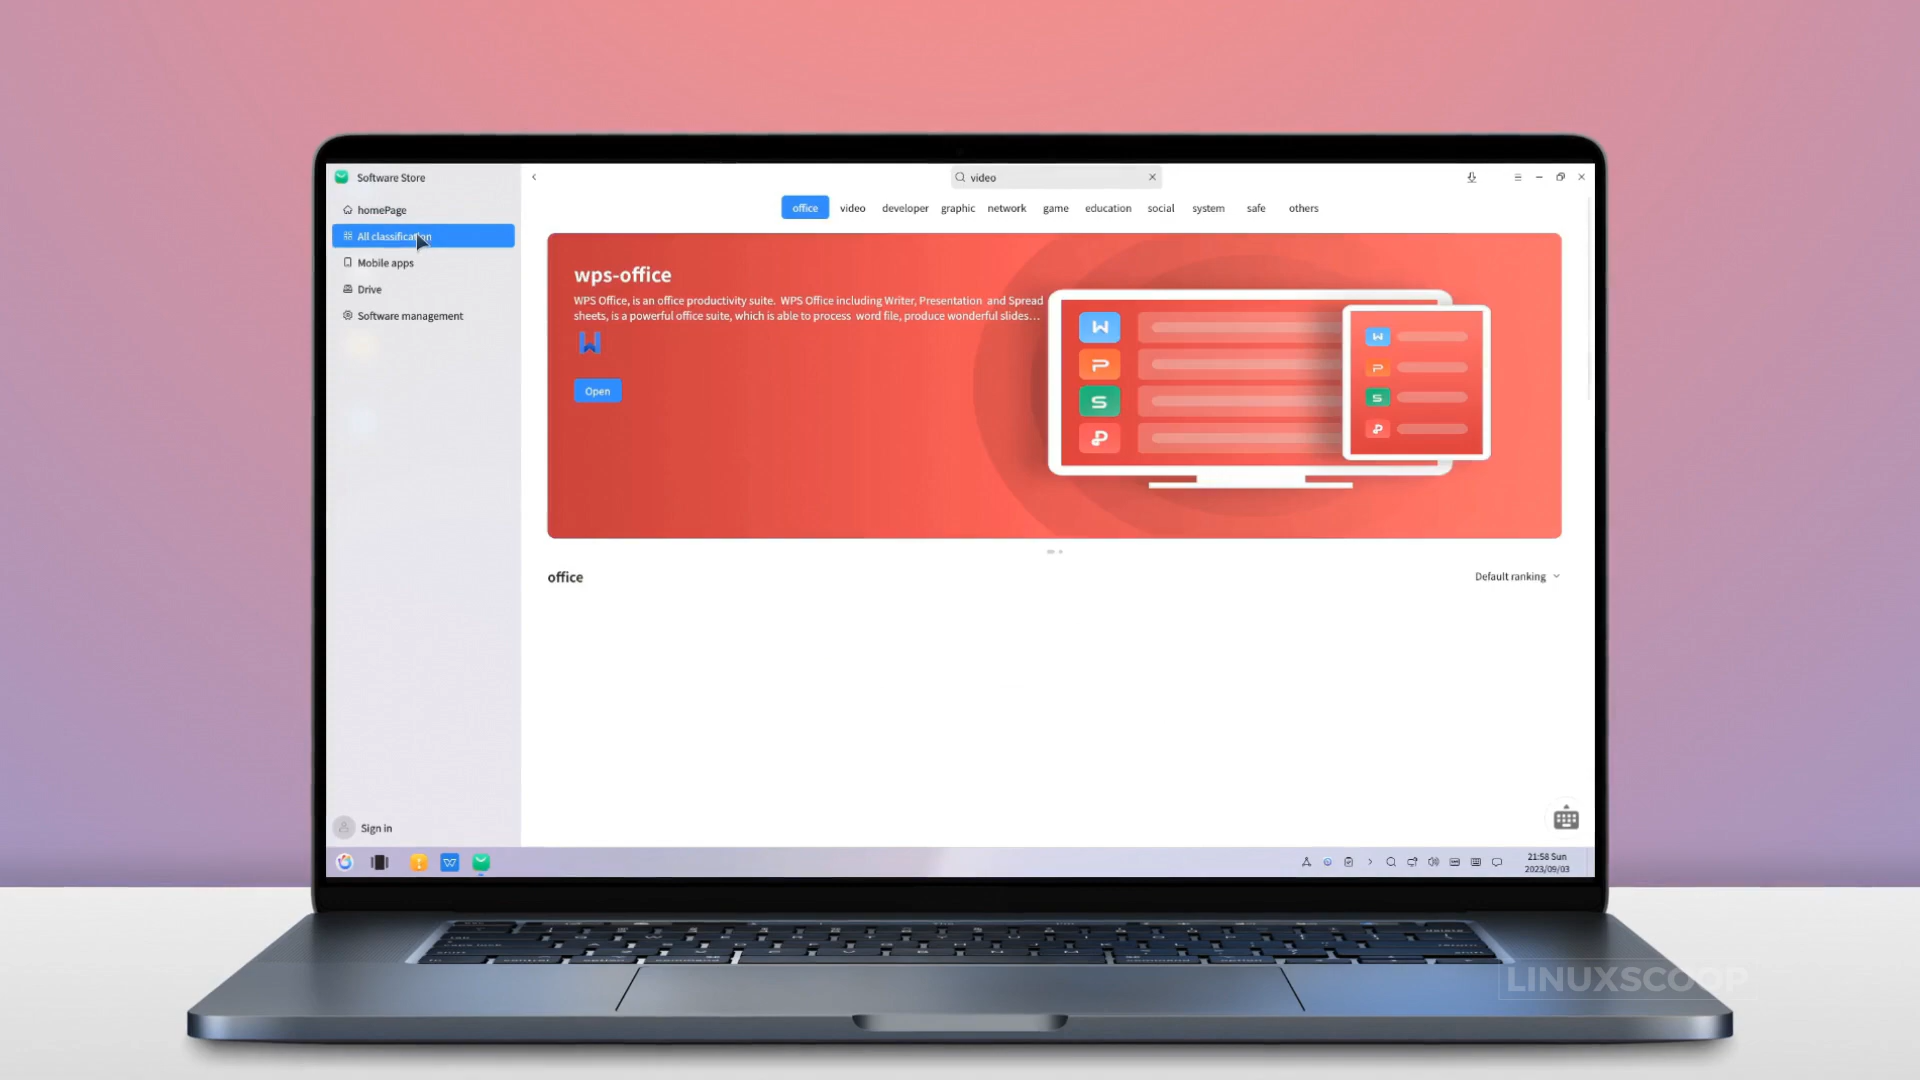 Software Store
video
homePage
All classification
Mobile apps
Drive
Software management
office video developer graphic network game education social system safe others
wps-office
WPS Office, is an office productivity suite. WPS Office including Writer, Presentation and Spread
sheets, is a powerful office suite, which is able to process word file, produce wonderful slides...
Open
W
P
S
P
W
P
S
P
office
Default ranking
Sign in
21:58 Sun
2023/09/03
LINUXSCOOP